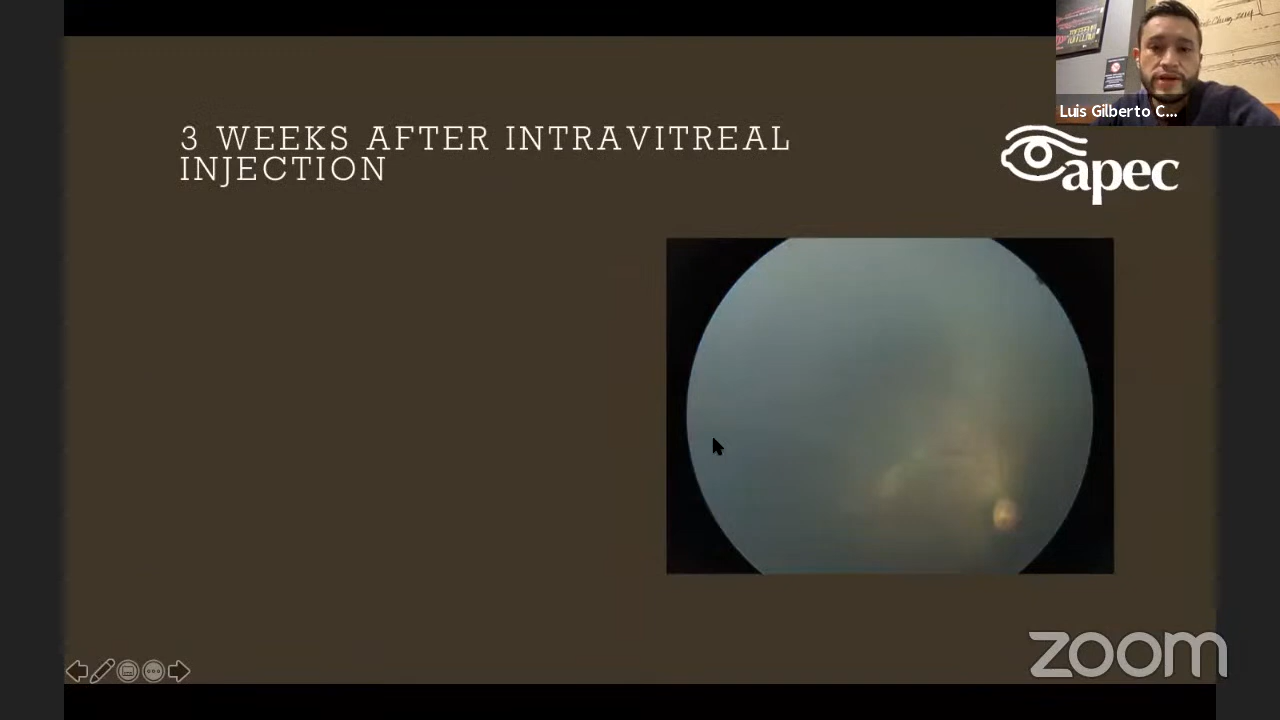 Luis Gilberto C...
3 WEEKS AFTER INTRAVITREAL
INJECTION
apec
zoom